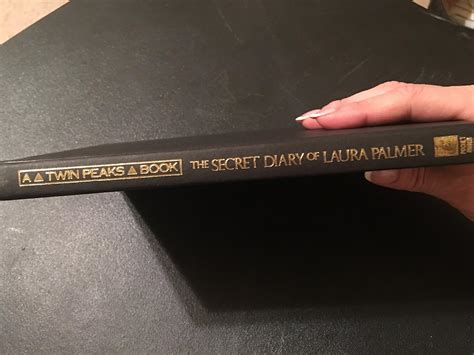 A TWIN PEAKS BOOK
THE SECRET DIARY OF LAURA PALMER